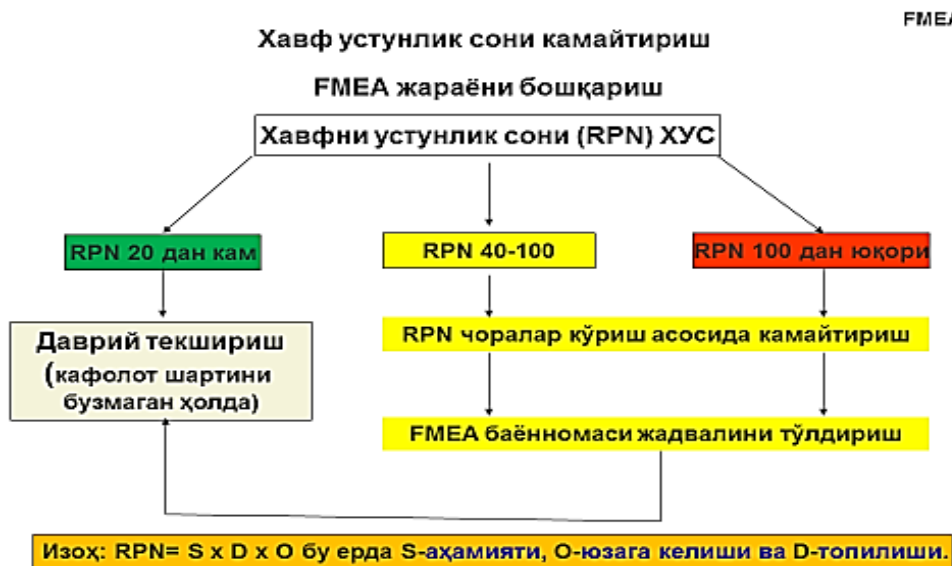 FMEA
Хавф устунлик сони камайтириш
FMEA жараёни бошқариш
Хавфни устунлик сони (RPN) ХУС
RPN 20 дан кам
RPN 40-100
RPN 100 дан юқори
RPN чоралар кўриш асосида камайтириш
Даврий текшириш
(кафолот шартини
бузмаган ҳолда)
FMEA баённомаси жадвалини тўлдириш
Изоҳ: RPN= S x D x O бу ерда S-аҳамияти, O-юзага келиши ва D-топилиши.